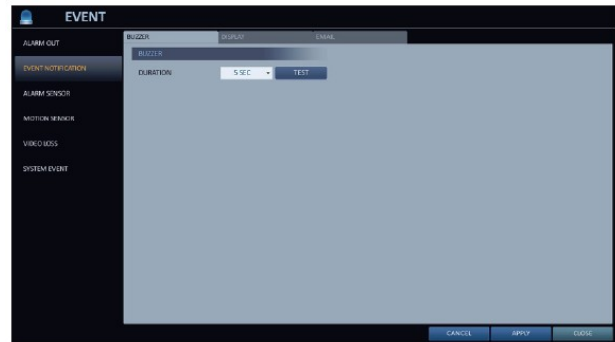 EVENT
ALARM OUT
EVENT NOTIFICATION
ALARM SENSOR
MOTION SENSOR
VIDEO LOSS
SYSTEM EVENT
BUZZER DISPLAY EMAIL
BUZZER
DURATION 5 SEC TEST
CANCEL APPLY CLOSE